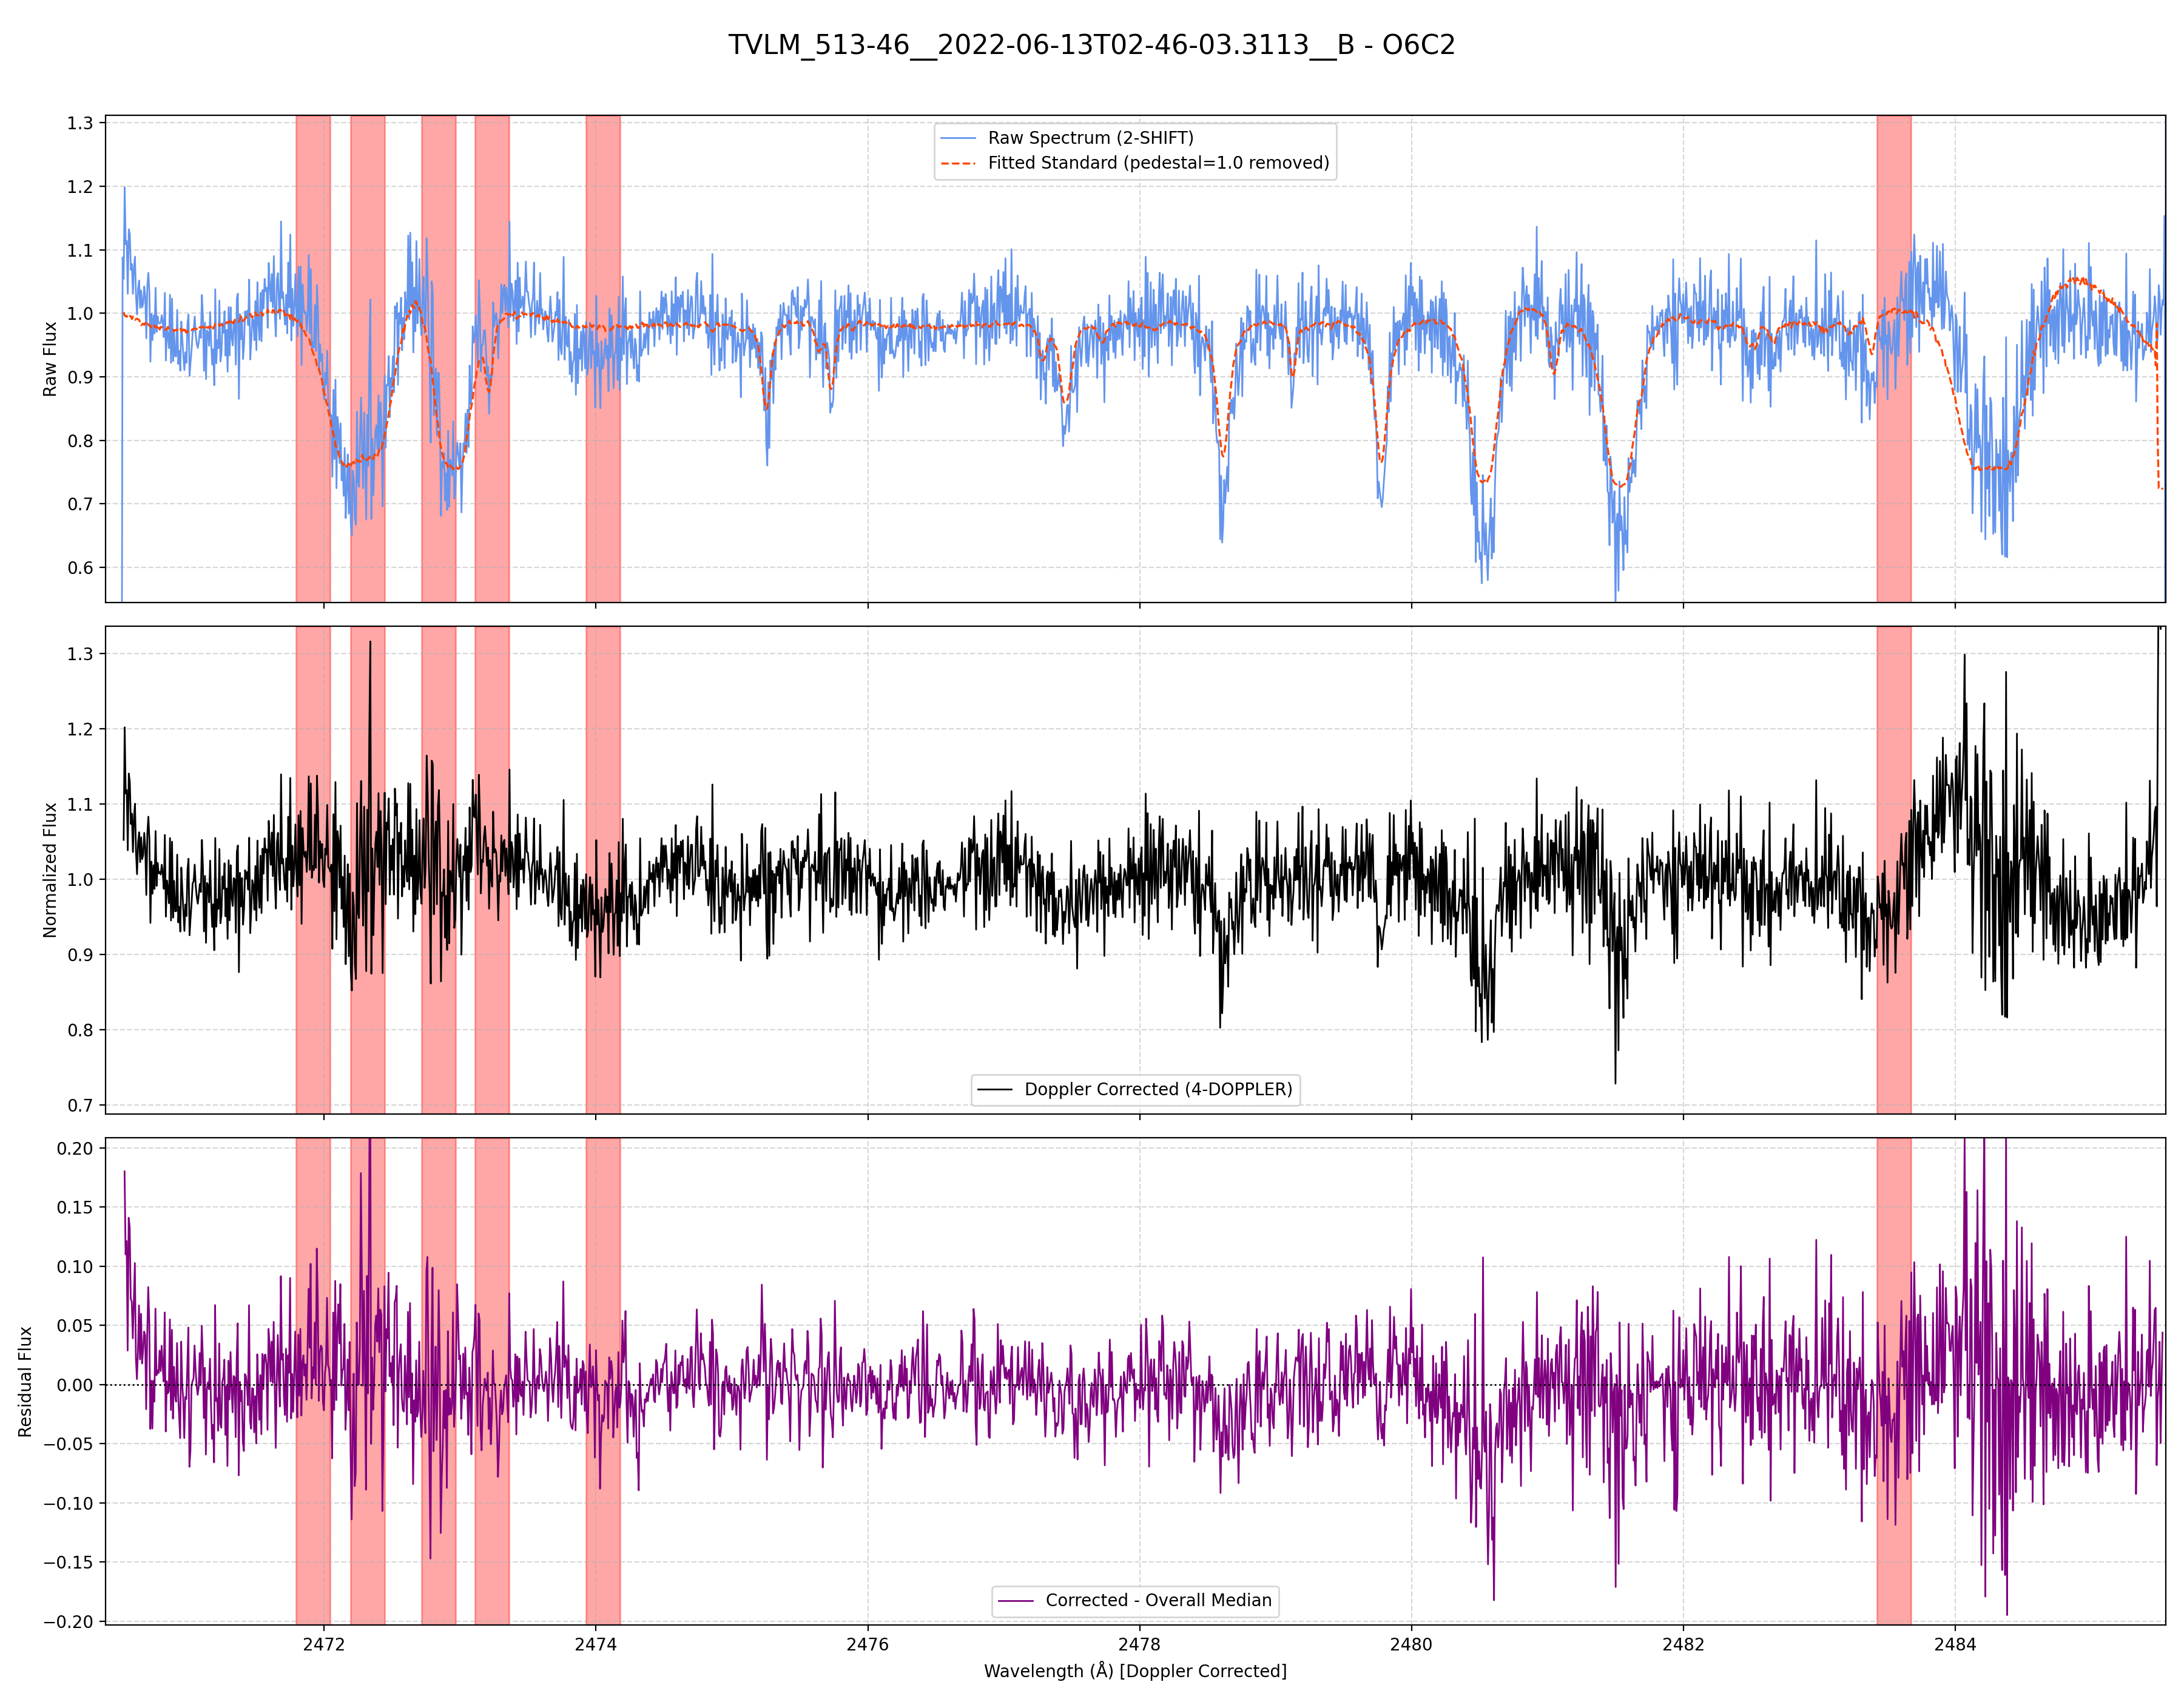 TVLM_513-46__2022-06-13T02-46-03.3113__B - O6C2
1.3
1.2
1.1
1.0
0.9
0.8
0.7
0.6
Raw Flux
Raw Spectrum (2-SHIFT)
Fitted Standard (pedestal=1.0 removed)
1.3
1.2
1.1
1.0
0.9
0.8
0.7
Normalized Flux
Doppler Corrected (4-DOPPLER)
0.20
0.15
0.10
0.05
0.00
−0.05
−0.10
−0.15
−0.20
Residual Flux
Corrected - Overall Median
2472 2474 2476 2478 2480 2482 2484
Wavelength (Å) [Doppler Corrected]